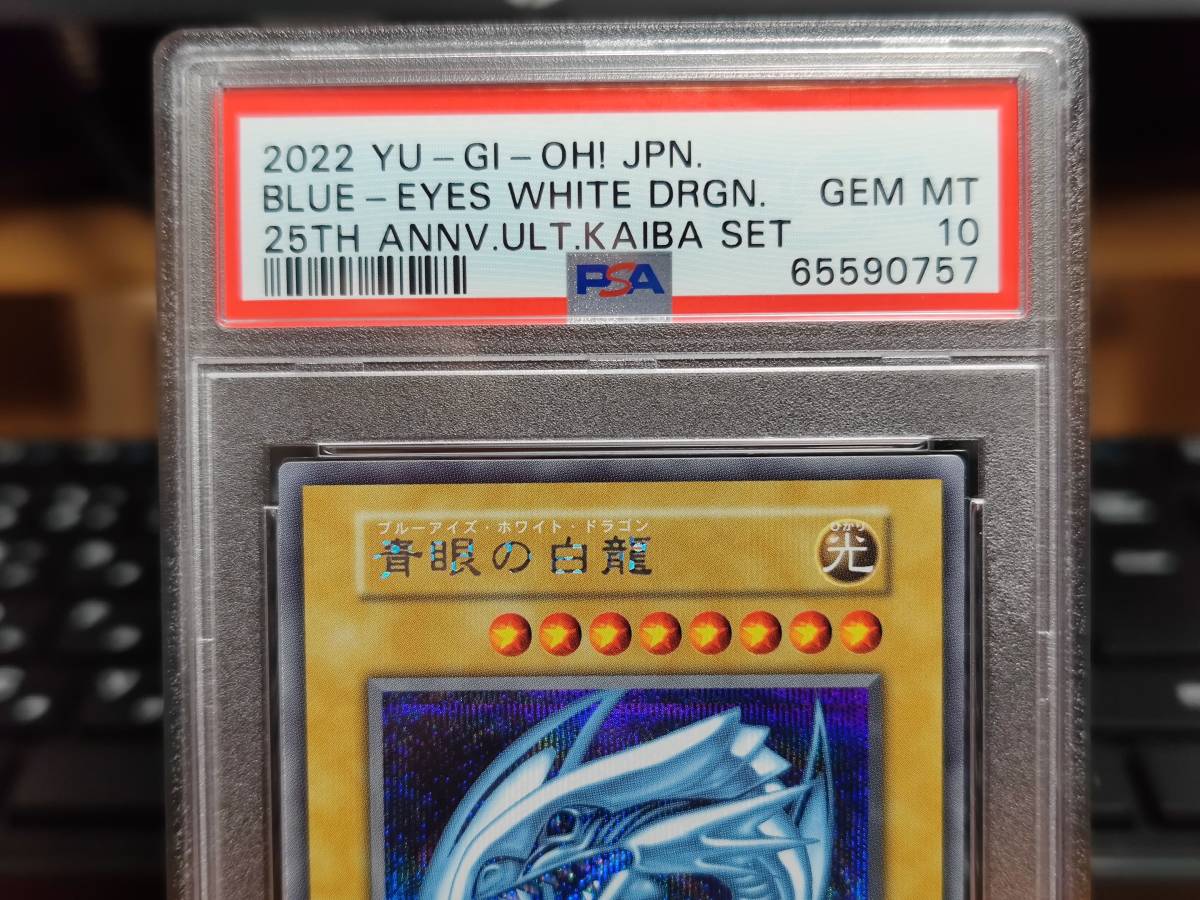 2022 YU-GI-OH! JPN.
BLUE-EYES WHITE DRGN. GEM MT
25TH ANNV.ULT.KAIBA SET 10
PSA 65590757
ブルーアイズ・ホワイト・ドラゴン
青眼の白龍
ひかり
光